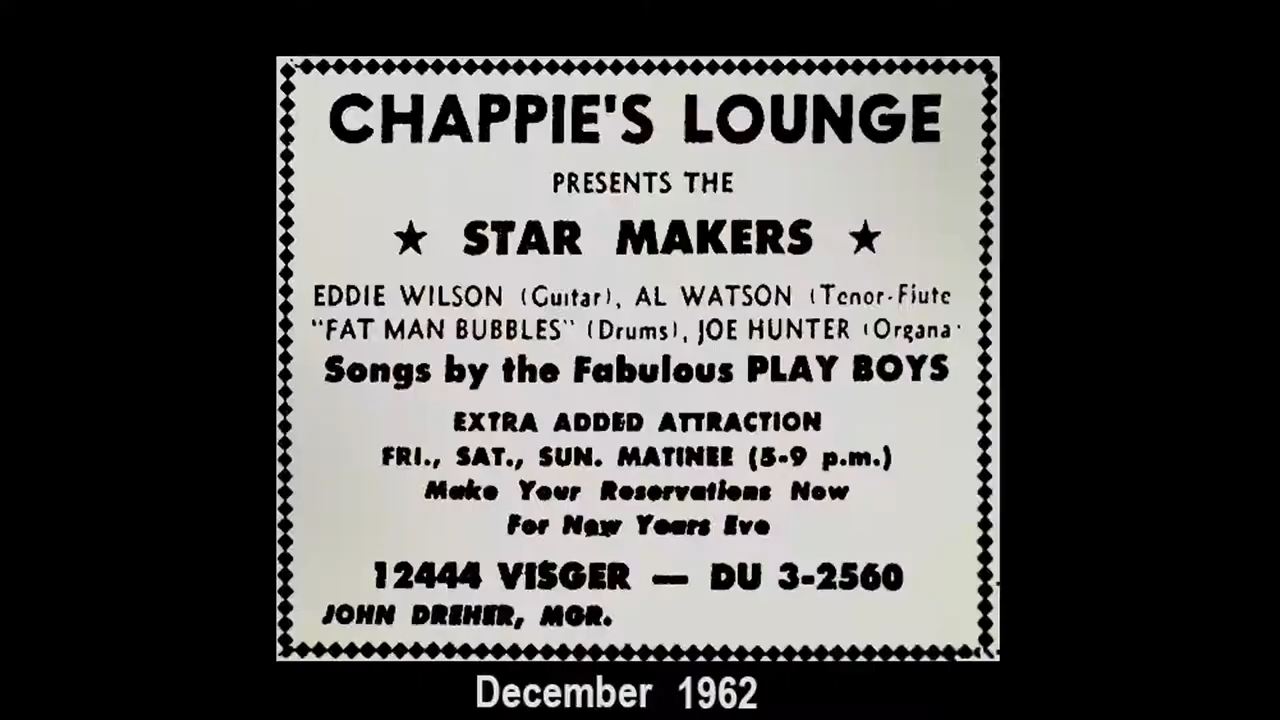 CHAPPIE'S LOUNGE
PRESENTS THE
★ STAR MAKERS ★
EDDIE WILSON (Guitar), AL WATSON (Tenor-Flute
"FAT MAN BUBBLES" (Drums), JOE HUNTER (Organa
Songs by the Fabulous PLAY BOYS
EXTRA ADDED ATTRACTION
FRI., SAT., SUN. MATINEE (5-9 p.m.)
Make Your Reservations Now
For New Years Eve
12444 VISGER — DU 3-2560
JOHN DREHER, MGR.
December 1962